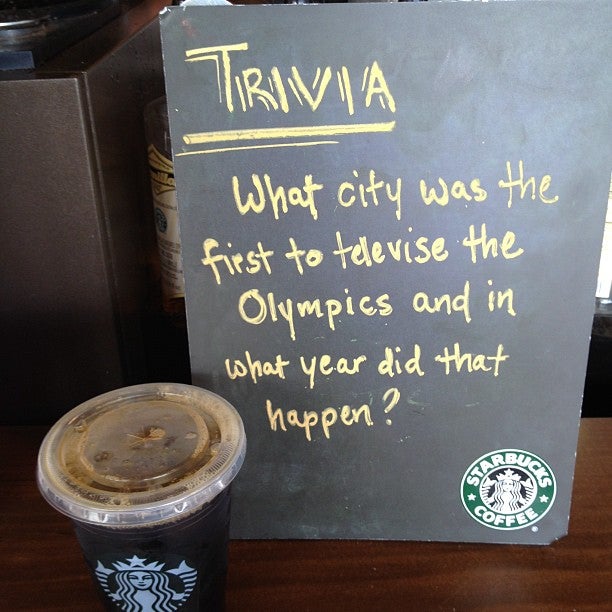 TRIVIA
What city was the
first to televise the
Olympics and in
what year did that
happen?
STARBUCKS
COFFEE